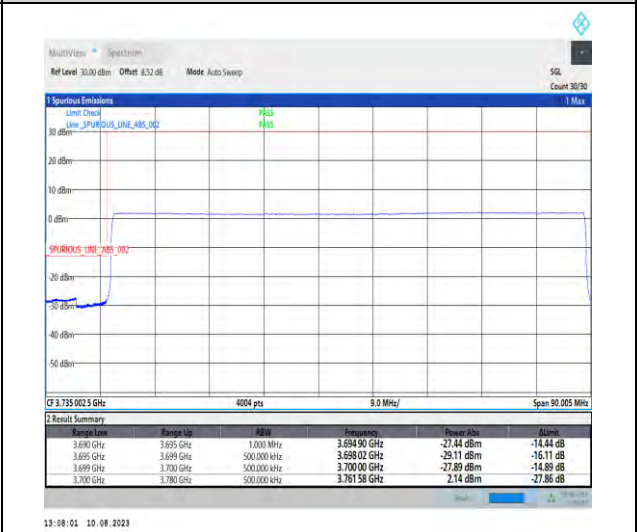 MultiView Spectrum
Ref Level 30.00 dBm Offset 8.52 dB Mode Auto Sweep SGL
Count 30/30
1 Spurious Emissions 1 Max
Limit Check PASS
Line _SPURIOUS_LINE_ABS_002 PASS
30 dBm
20 dBm
10 dBm
0 dBm
_SPURIOUS_LINE_ABS_002
-20 dBm
-30 dBm
-40 dBm
-50 dBm
CF 3.735 002 5 GHz 4004 pts 9.0 MHz/ Span 90.005 MHz
2 Result Summary
Range Low Range Up RBW Frequency Power Abs ΔLimit
3.690 GHz 3.695 GHz 1.000 MHz 3.694 90 GHz -27.44 dBm -14.44 dB
3.695 GHz 3.699 GHz 500.000 kHz 3.698 02 GHz -29.11 dBm -16.11 dB
3.699 GHz 3.700 GHz 500.000 kHz 3.700 00 GHz -27.89 dBm -14.89 dB
3.700 GHz 3.780 GHz 500.000 kHz 3.761 58 GHz 2.14 dBm -27.86 dB
13:08:01 10.08.2023